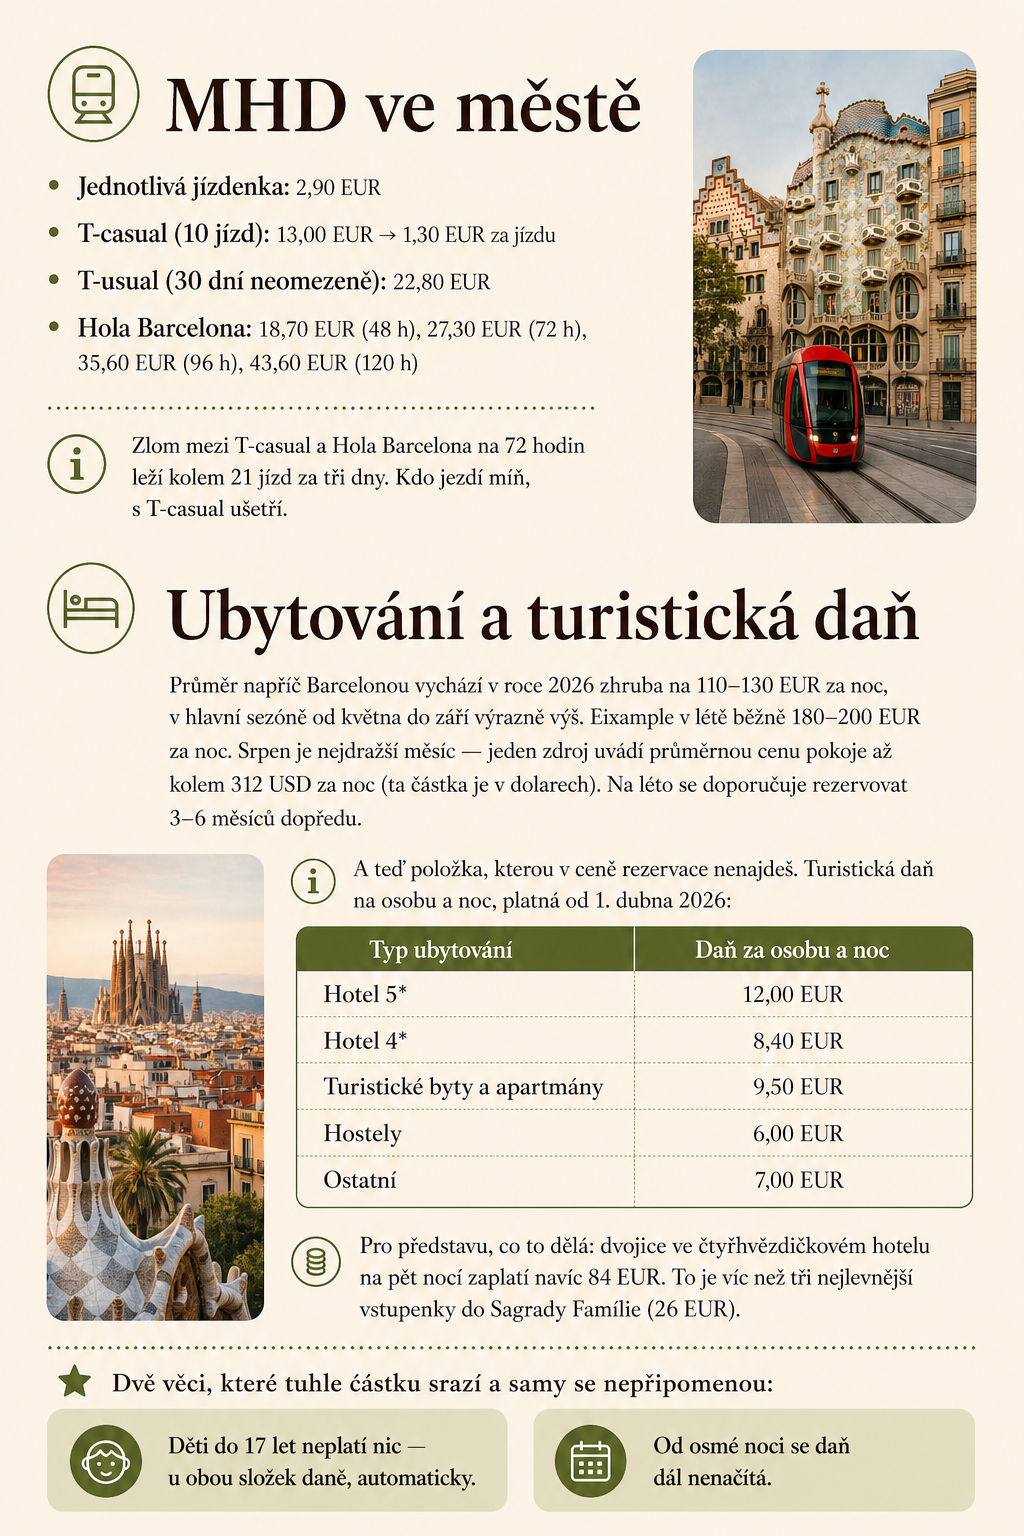 MHD ve městě
• Jednotlivá jízdenka: 2,90 EUR
• T-casual (10 jízd): 13,00 EUR → 1,30 EUR za jízdu
• T-usual (30 dní neomezeně): 22,80 EUR
• Hola Barcelona: 18,70 EUR (48 h), 27,30 EUR (72 h),
35,60 EUR (96 h), 43,60 EUR (120 h)
Zlom mezi T-casual a Hola Barcelona na 72 hodin
leží kolem 21 jízd za tři dny. Kdo jezdí míň,
s T-casual ušetří.
Ubytování a turistická daň
Průměr napříč Barcelonou vychází v roce 2026 zhruba na 110–130 EUR za noc,
v hlavní sezóně od května do září výrazně výš. Eixample v létě běžně 180–200 EUR
za noc. Srpen je nejdražší měsíc — jeden zdroj uvádí průměrnou cenu pokoje až
kolem 312 USD za noc (ta částka je v dolarech). Na léto se doporučuje rezervovat
3–6 měsíců dopředu.
A teď položka, kterou v ceně rezervace nenajdeš. Turistická daň
na osobu a noc, platná od 1. dubna 2026:
Typ ubytování Daň za osobu a noc
Hotel 5* 12,00 EUR
Hotel 4* 8,40 EUR
Turistické byty a apartmány 9,50 EUR
Hostely 6,00 EUR
Ostatní 7,00 EUR
Pro představu, co to dělá: dvojice ve čtyřhvězdičkovém hotelu
na pět nocí zaplatí navíc 84 EUR. To je víc než tři nejlevnější
vstupenky do Sagrady Famílie (26 EUR).
Dvě věci, které tuhle ćástku srazí a samy se nepřipomenou:
Děti do 17 let neplatí nic —
u obou složek daně, automaticky.
Od osmé noci se daň
dál nenačítá.